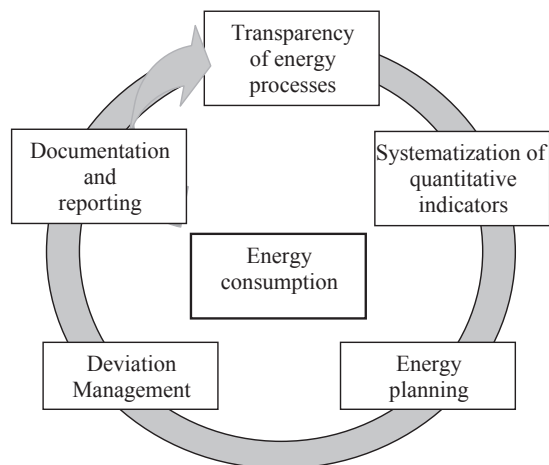 Transparency
of energy
processes
Documentation
and
reporting
Systematization of
quantitative
indicators
Energy
consumption
Deviation
Management
Energy
planning